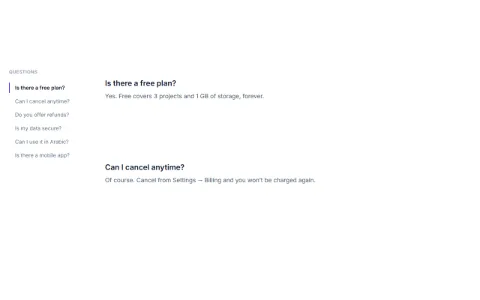 QUESTIONS
Is there a free plan?
Can I cancel anytime?
Do you offer refunds?
Is my data secure?
Can I use it in Arabic?
Is there a mobile app?
Is there a free plan?
Yes. Free covers 3 projects and 1 GB of storage, forever.
Can I cancel anytime?
Of course. Cancel from Settings — Billing and you won't be charged again.